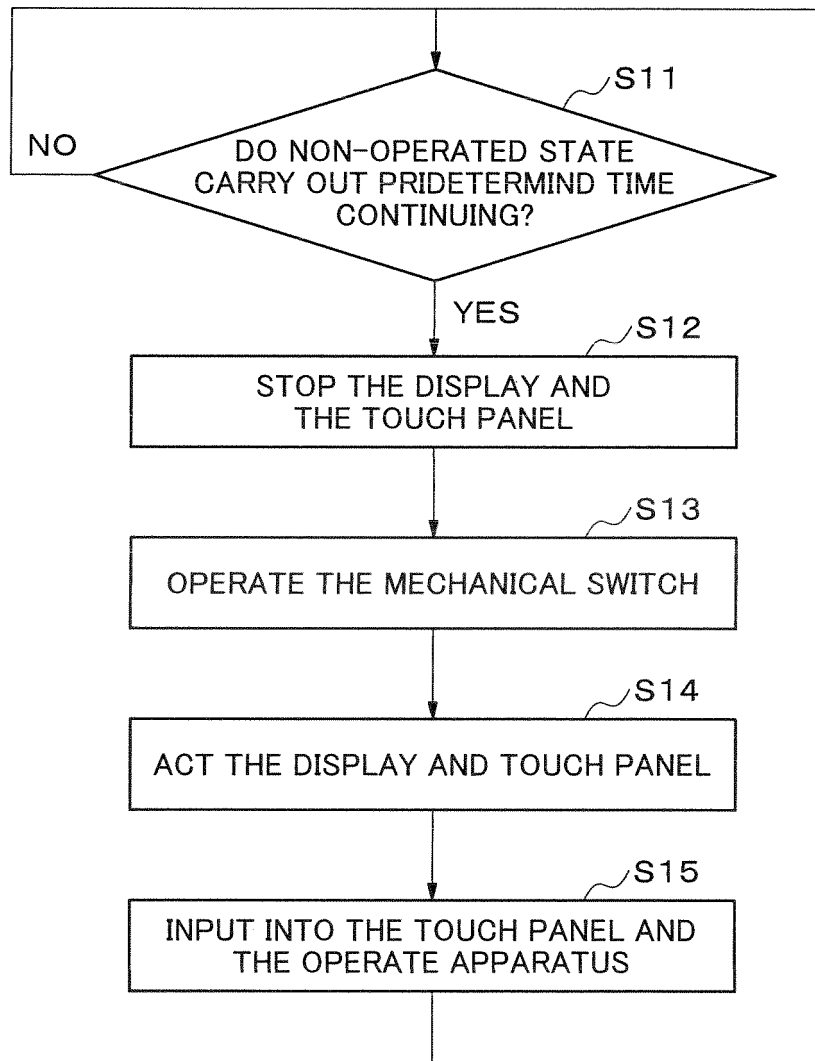 S11
NO
DO NON-OPERATED STATE
CARRY OUT PRIDETERMIND TIME
CONTINUING?
YES
S12
STOP THE DISPLAY AND
THE TOUCH PANEL
S13
OPERATE THE MECHANICAL SWITCH
S14
ACT THE DISPLAY AND TOUCH PANEL
S15
INPUT INTO THE TOUCH PANEL AND
THE OPERATE APPARATUS